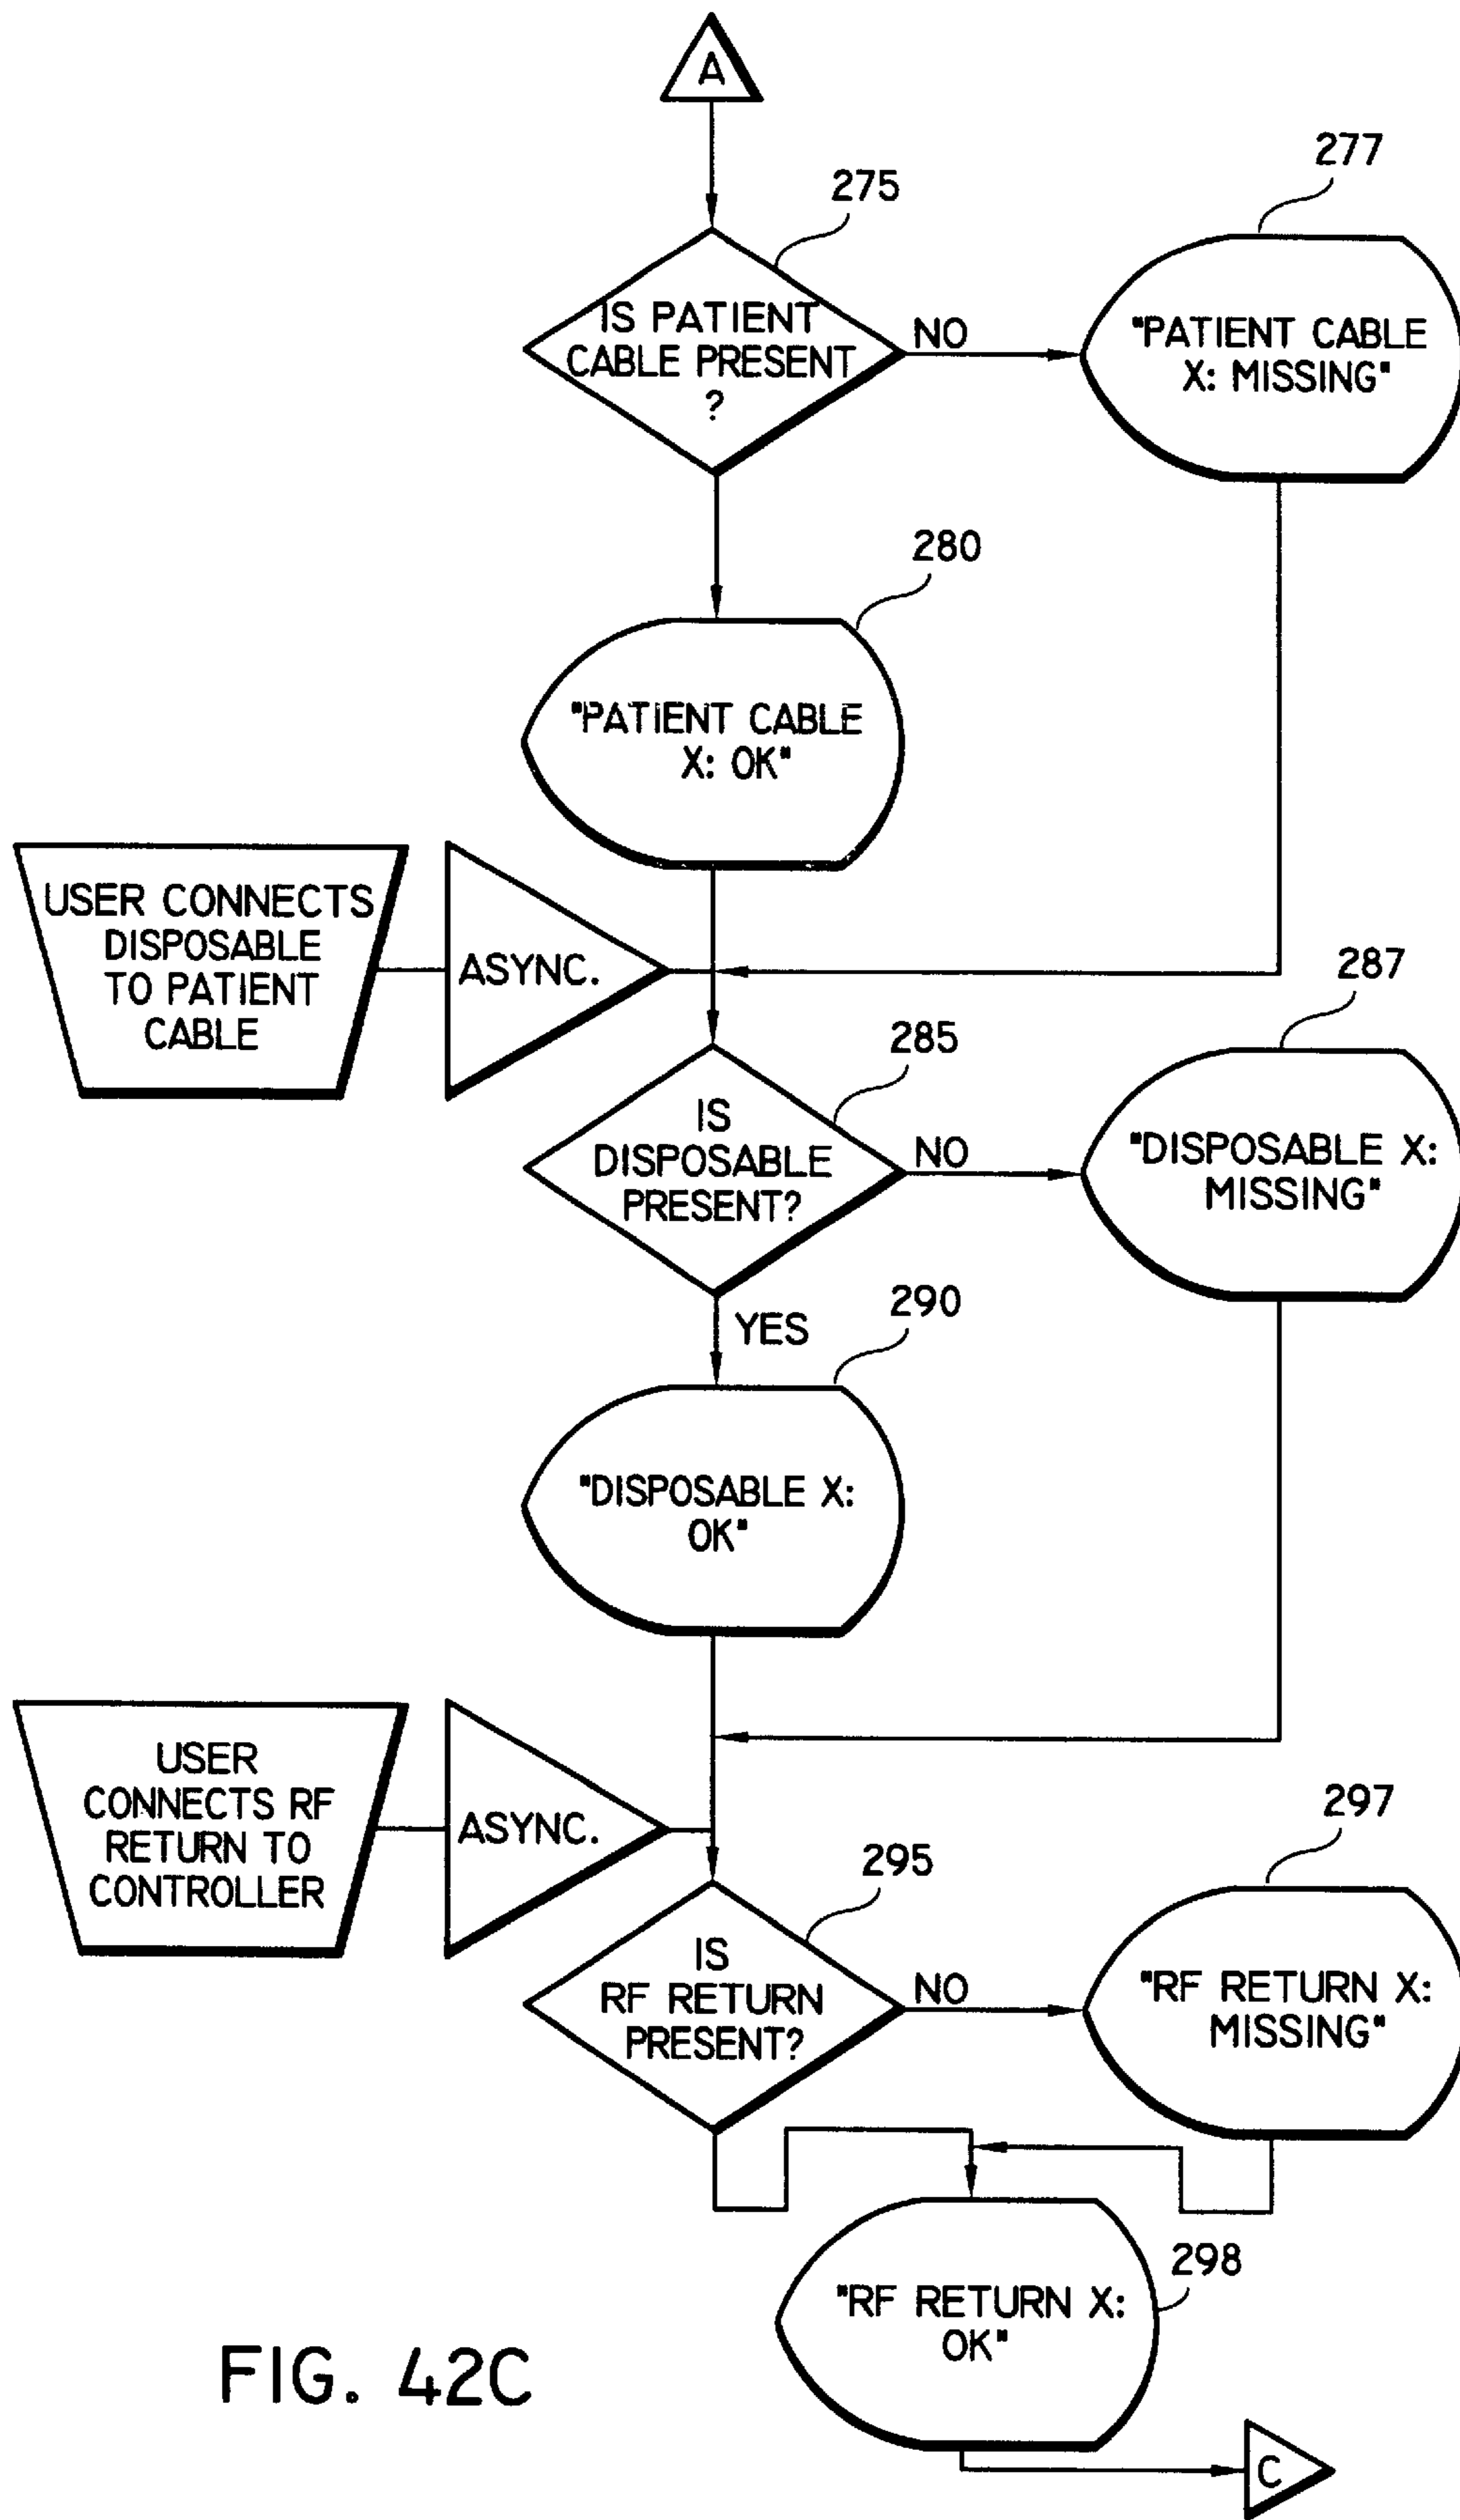 A
275
277
IS PATIENT
CABLE PRESENT
?
NO
"PATIENT CABLE
X: MISSING"
280
"PATIENT CABLE
X: OK"
USER CONNECTS
DISPOSABLE
TO PATIENT
CABLE
ASYNC.
285
287
IS
DISPOSABLE
PRESENT?
NO
"DISPOSABLE X:
MISSING"
YES
290
"DISPOSABLE X:
OK"
USER
CONNECTS RF
RETURN TO
CONTROLLER
ASYNC.
295
297
IS
RF RETURN
PRESENT?
NO
"RF RETURN X:
MISSING"
298
"RF RETURN X:
OK"
FIG. 42C
C